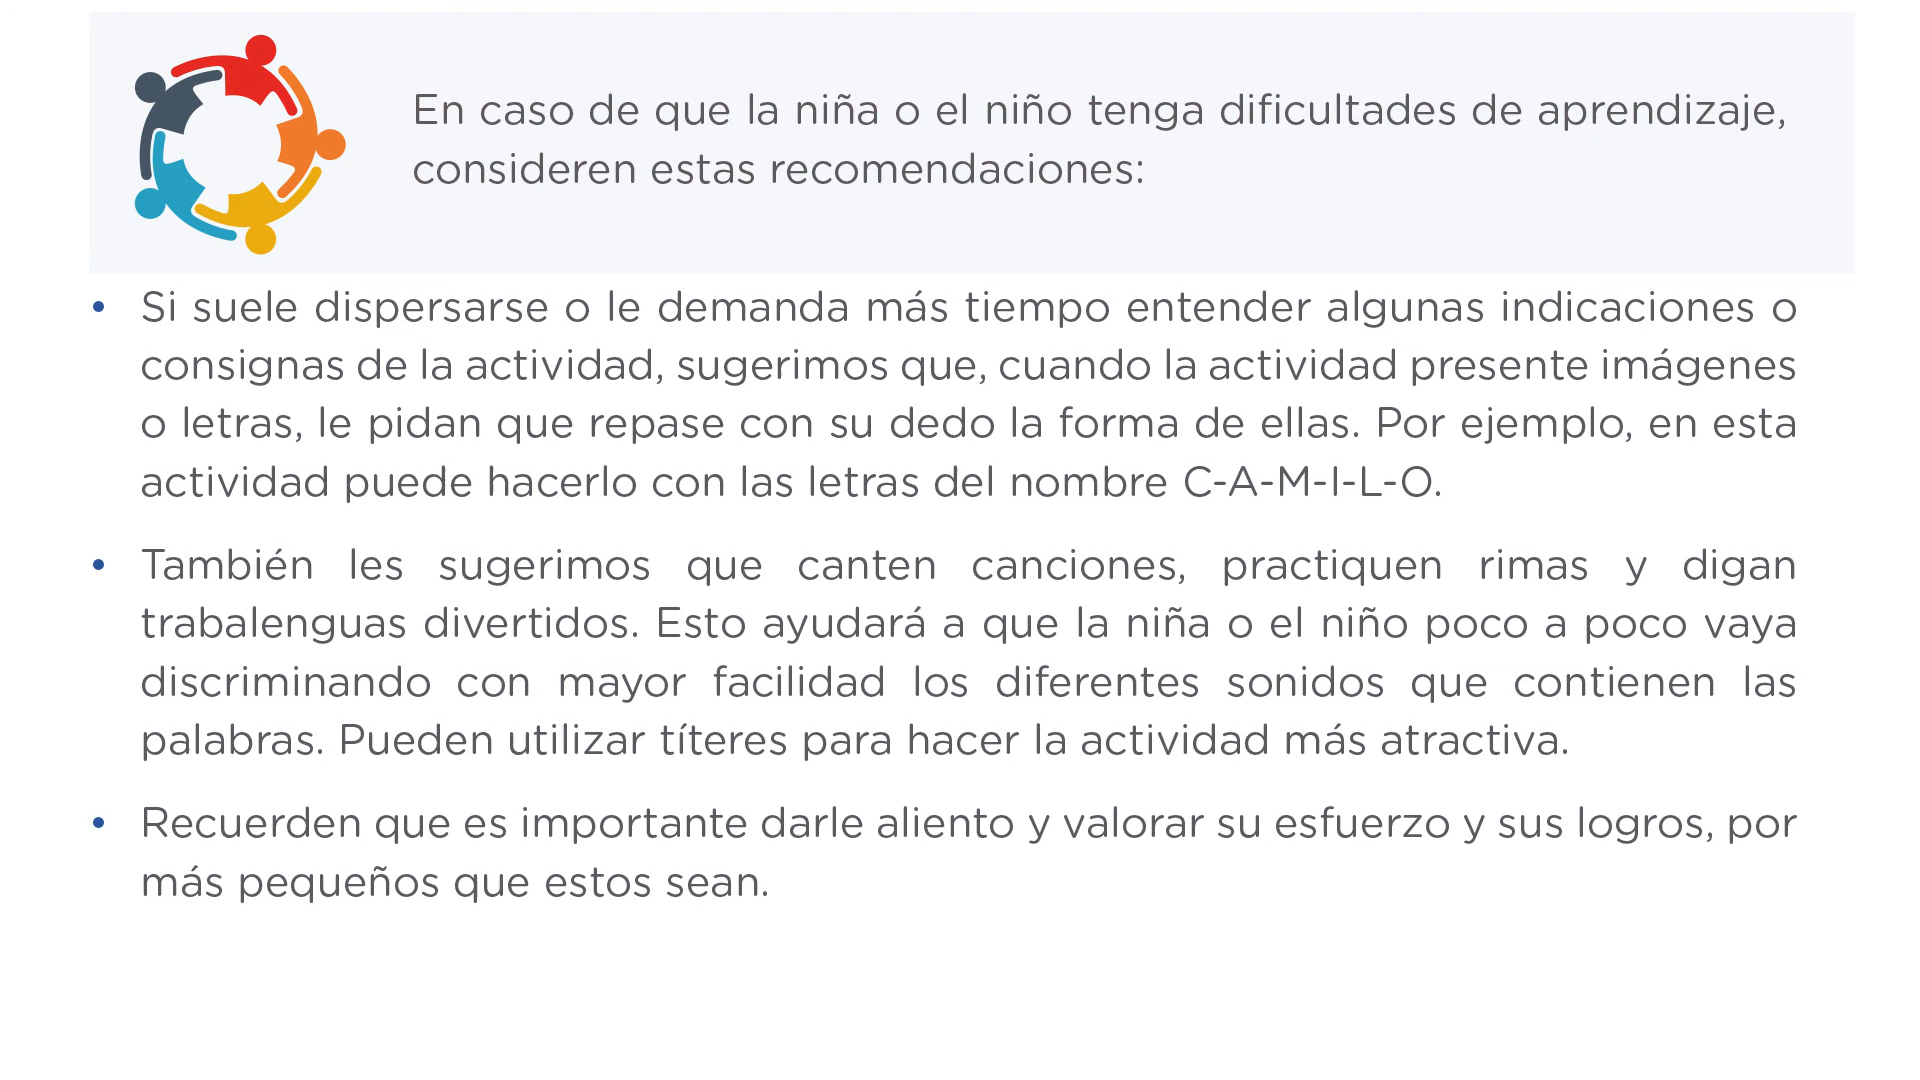 En caso de que la niña o el niño tenga dificultades de aprendizaje,
consideren estas recomendaciones:
• Si suele dispersarse o le demanda más tiempo entender algunas indicaciones o
consignas de la actividad, sugerimos que, cuando la actividad presente imágenes
o letras, le pidan que repase con su dedo la forma de ellas. Por ejemplo, en esta
actividad puede hacerlo con las letras del nombre C-A-M-I-L-O.
• También les sugerimos que canten canciones, practiquen rimas y digan
trabalenguas divertidos. Esto ayudará a que la niña o el niño poco a poco vaya
discriminando con mayor facilidad los diferentes sonidos que contienen las
palabras. Pueden utilizar títeres para hacer la actividad más atractiva.
• Recuerden que es importante darle aliento y valorar su esfuerzo y sus logros, por
más pequeños que estos sean.